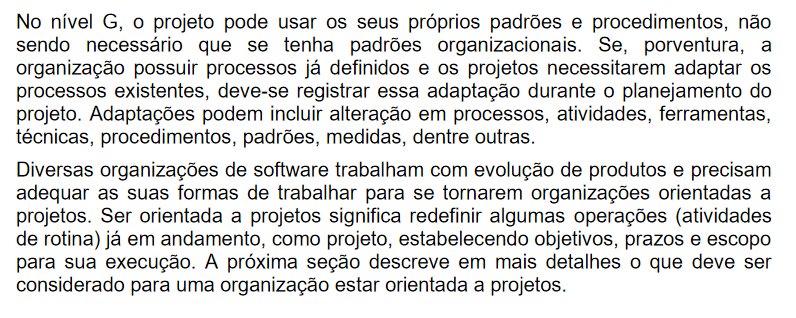 No nível G, o projeto pode usar os seus próprios padrões e procedimentos, não
sendo necessário que se tenha padrões organizacionais. Se, porventura, a
organização possuir processos já definidos e os projetos necessitarem adaptar os
processos existentes, deve-se registrar essa adaptação durante o planejamento do
projeto. Adaptações podem incluir alteração em processos, atividades, ferramentas,
técnicas, procedimentos, padrões, medidas, dentre outras.
Diversas organizações de software trabalham com evolução de produtos e precisam
adequar as suas formas de trabalhar para se tornarem organizações orientadas a
projetos. Ser orientada a projetos significa redefinir algumas operações (atividades
de rotina) já em andamento, como projeto, estabelecendo objetivos, prazos e escopo
para sua execução. A próxima seção descreve em mais detalhes o que deve ser
considerado para uma organização estar orientada a projetos.